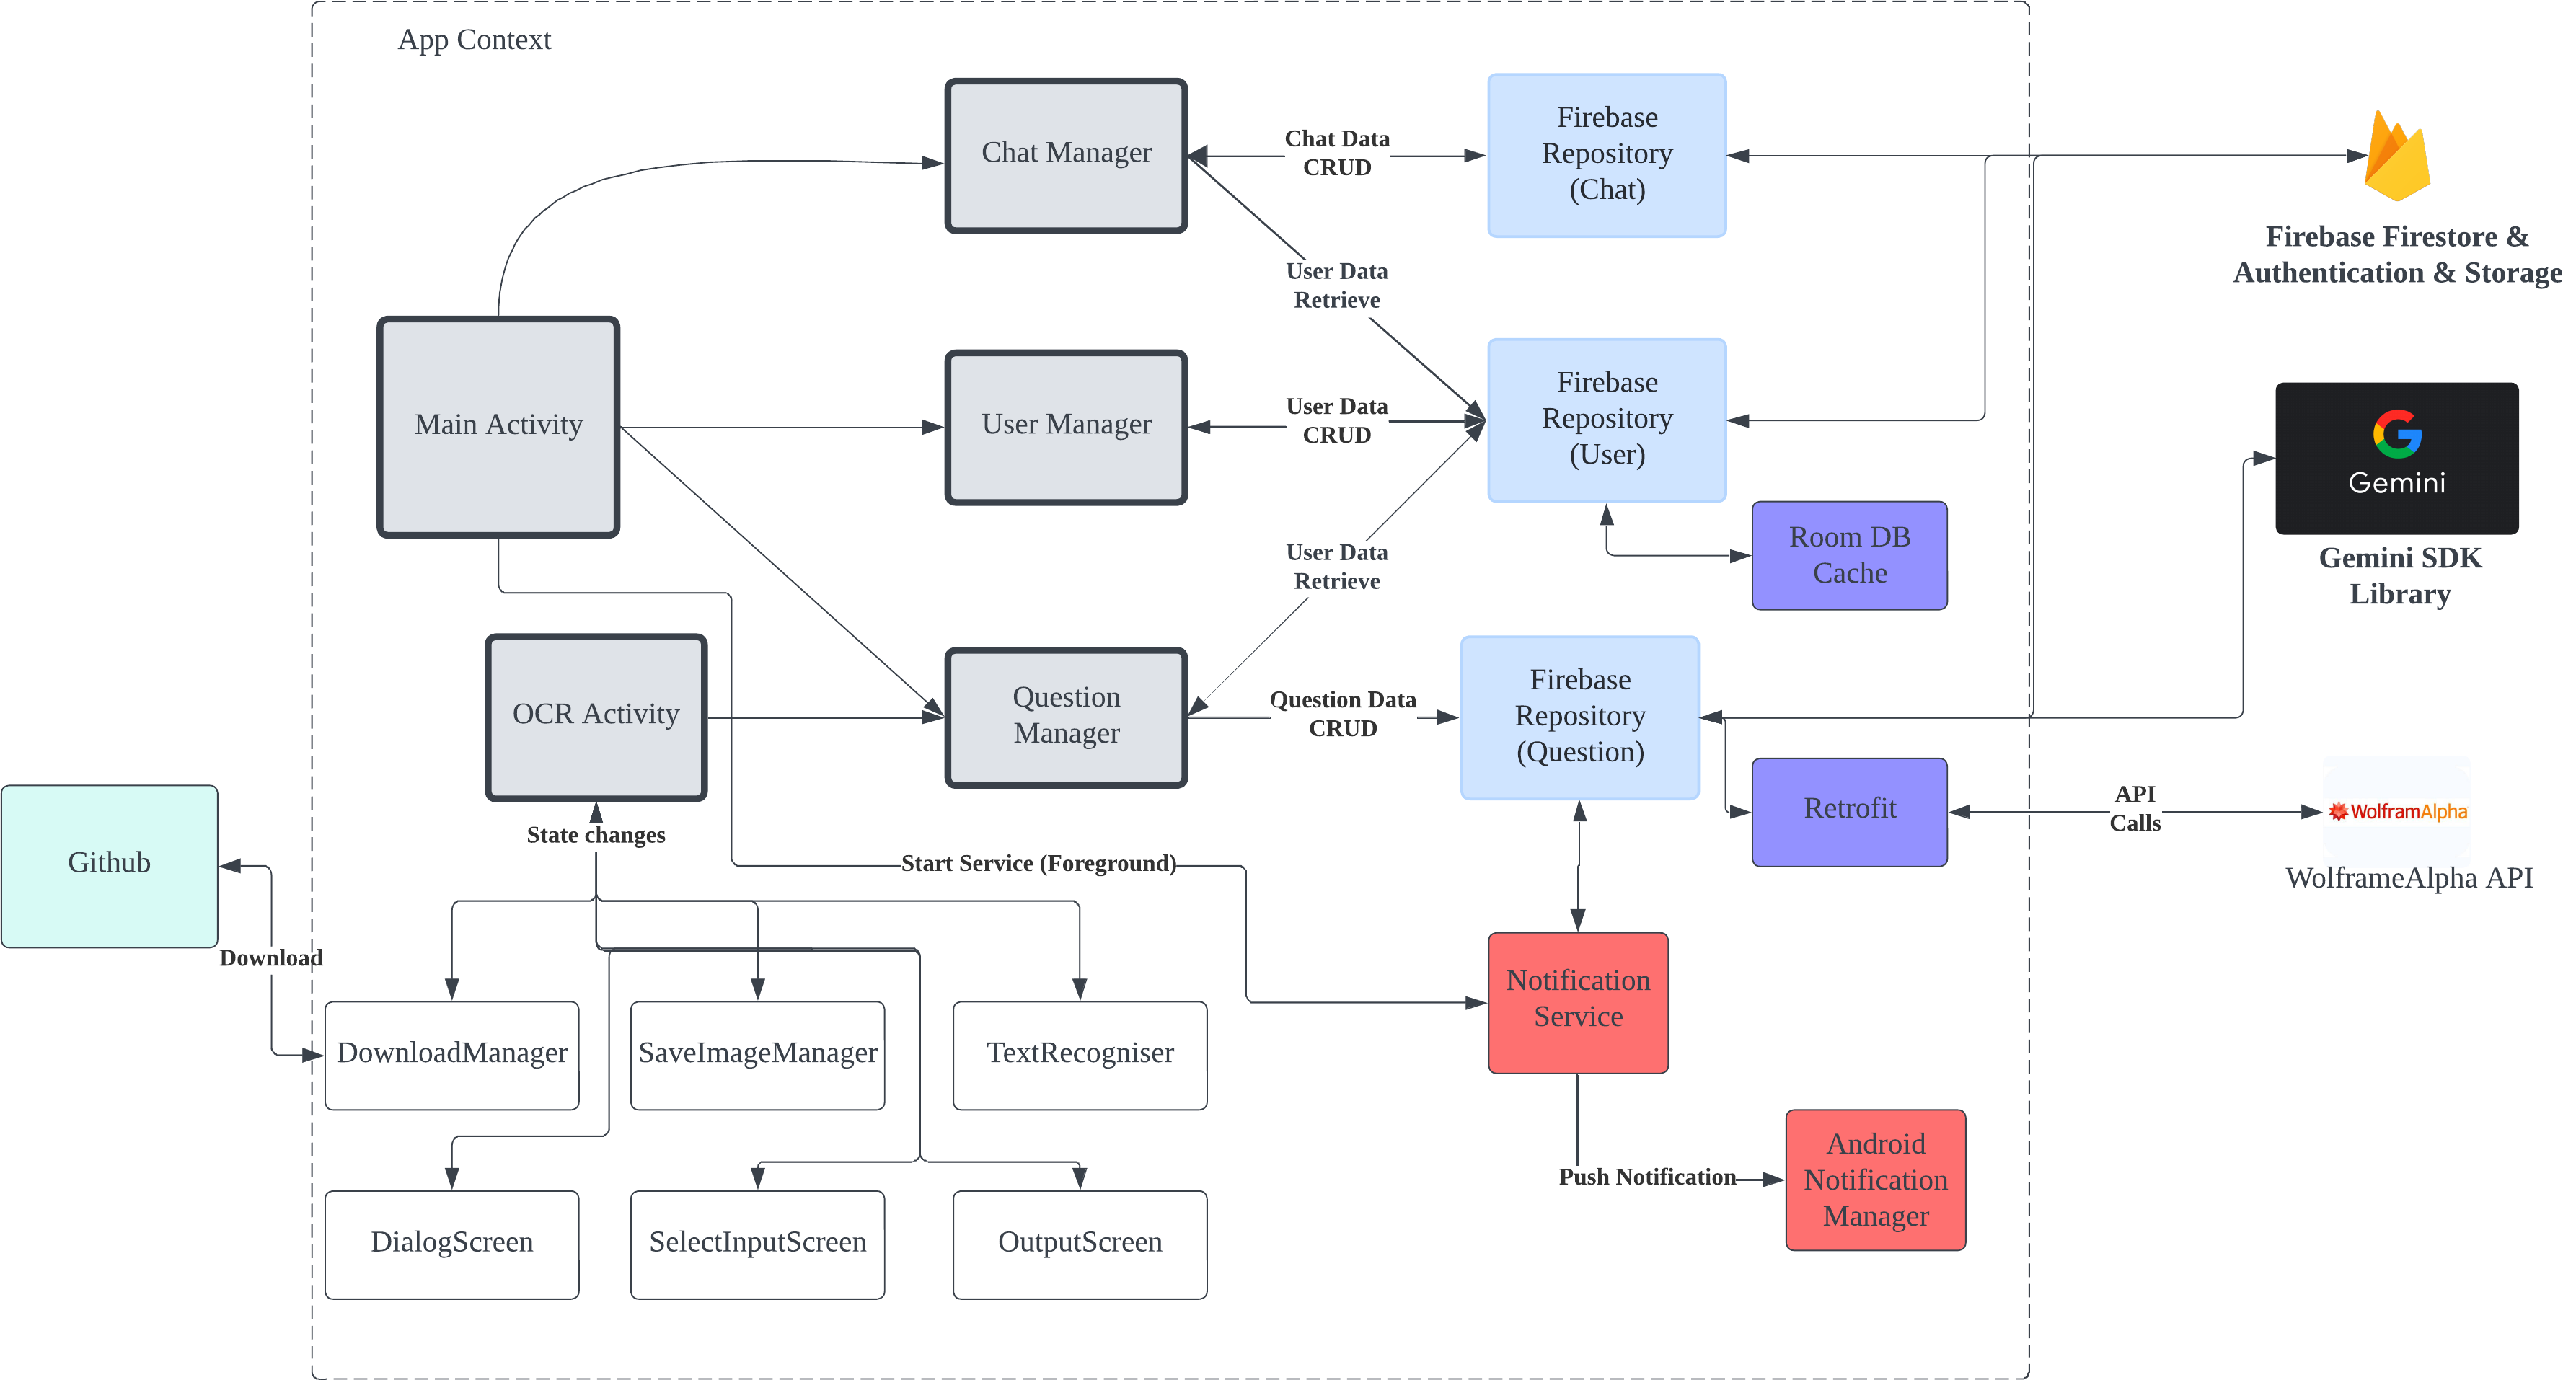 App Context
Chat Manager
Chat Data
CRUD
Firebase
Repository
(Chat)
Firebase Firestore &
Authentication & Storage
User Data
Retrieve
Main Activity
User Manager
User Data
CRUD
Firebase
Repository
(User)
Gemini
Gemini SDK
Library
Room DB
Cache
User Data
Retrieve
OCR Activity
Question
Manager
Question Data
CRUD
Firebase
Repository
(Question)
Retrofit
API
Calls
WolframAlpha
WolframeAlpha API
State changes
Github
Start Service (Foreground)
Download
Notification
Service
DownloadManager
SaveImageManager
TextRecogniser
Push Notification
Android
Notification
Manager
DialogScreen
SelectInputScreen
OutputScreen